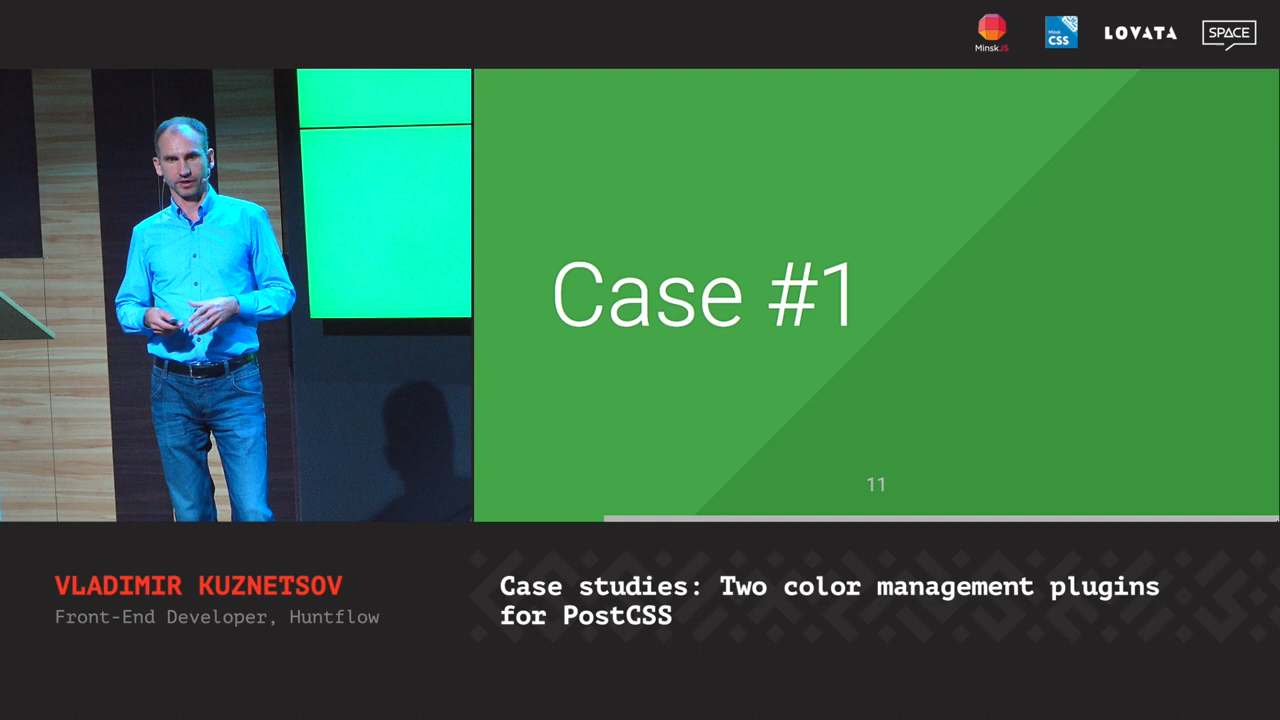 MinskJS
Minsk
CSS
LOVATA
SPACE
Case #1
11
VLADIMIR KUZNETSOV
Front-End Developer, Huntflow
Case studies: Two color management plugins
for PostCSS